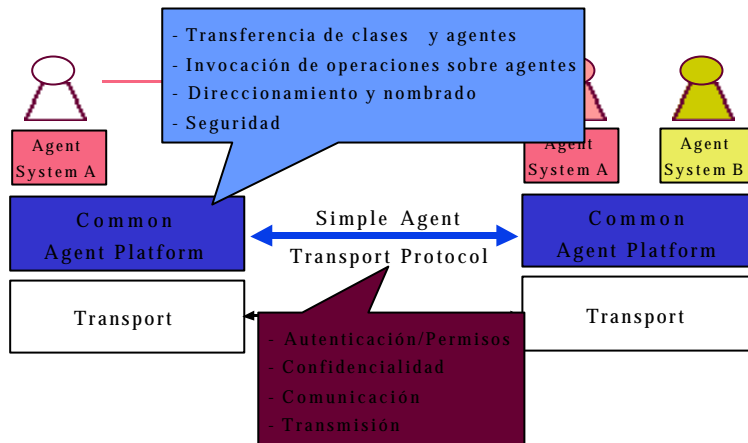 - Transferencia de clases y agentes
- Invocación de operaciones sobre agentes
- Direccionamiento y nombrado
- Seguridad
Agent
System A
Agent
System A
Agent
System B
Common
Agent Platform
Simple Agent
Transport Protocol
Common
Agent Platform
Transport
Transport
- Autenticación/Permisos
- Confidencialidad
- Comunicación
- Transmisión